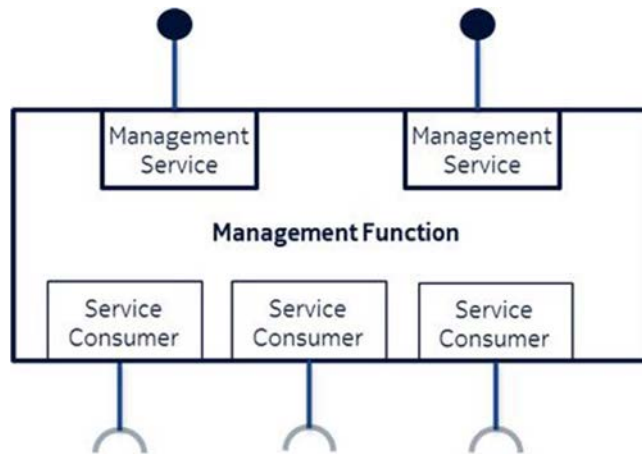 Management
Service
Management
Service
Management Function
Service
Consumer
Service
Consumer
Service
Consumer